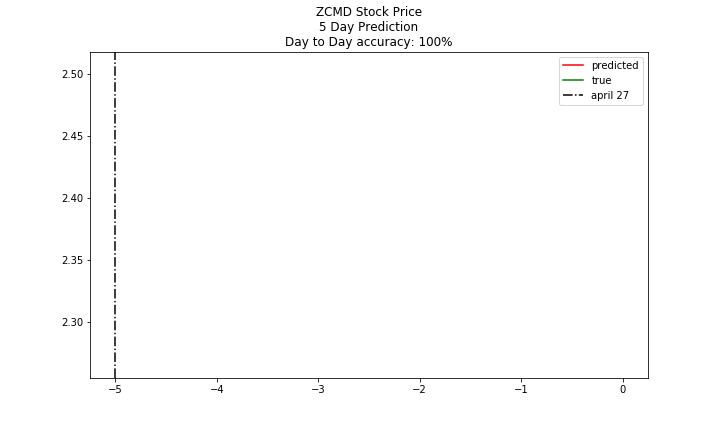 ZCMD Stock Price
5 Day Prediction
Day to Day accuracy: 100%
predicted
true
april 27
2.50
2.45
2.40
2.35
2.30
−5
−4
−3
−2
−1
0